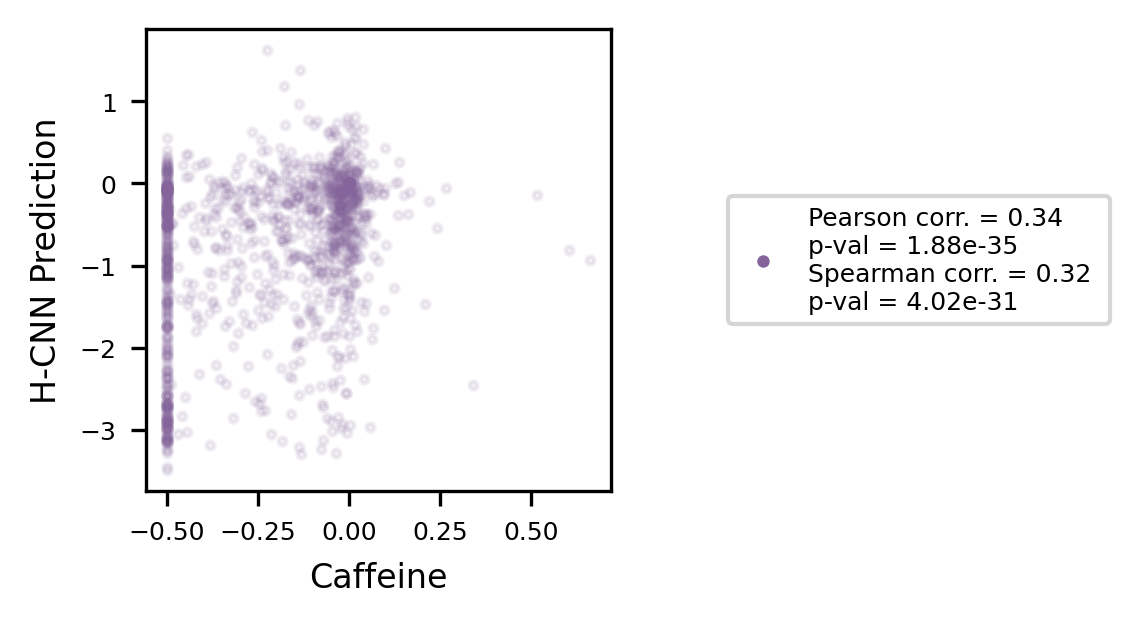 H-CNN Prediction
1
0
−1
−2
−3
−0.50 −0.25 0.00 0.25 0.50
Caffeine
Pearson corr. = 0.34
p-val = 1.88e-35
Spearman corr. = 0.32
p-val = 4.02e-31